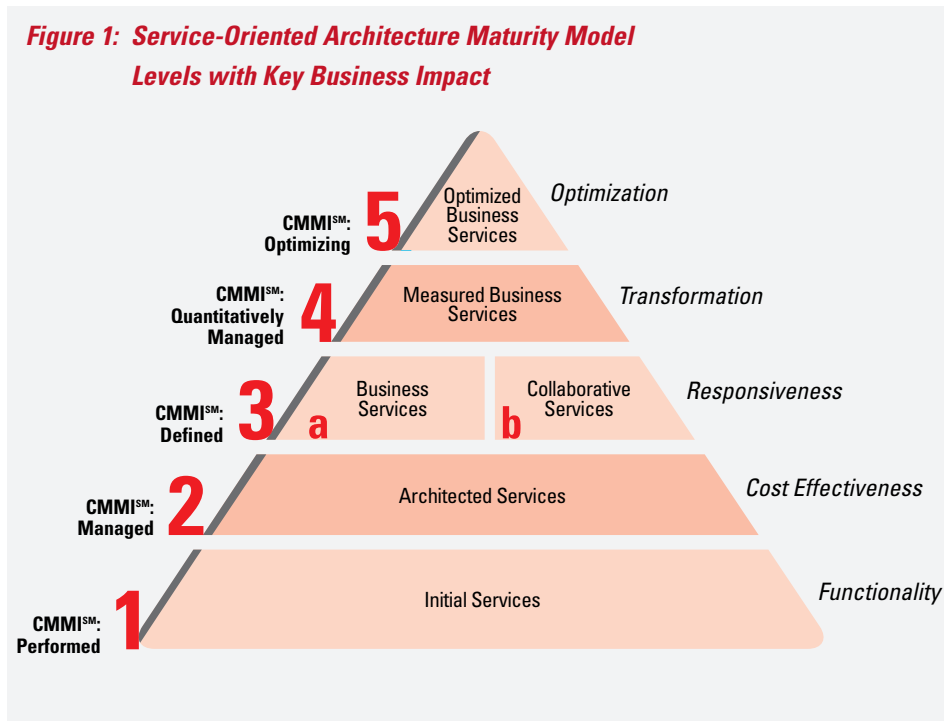 Figure 1: Service-Oriented Architecture Maturity Model
Levels with Key Business Impact
CMMI℠:
Optimizing
5
Optimized
Business
Services
Optimization
CMMI℠:
Quantitatively
Managed
4
Measured Business
Services
Transformation
CMMI℠:
Defined
3
a
Business
Services
b
Collaborative
Services
Responsiveness
CMMI℠:
Managed
2
Architected Services
Cost Effectiveness
CMMI℠:
Performed
1
Initial Services
Functionality